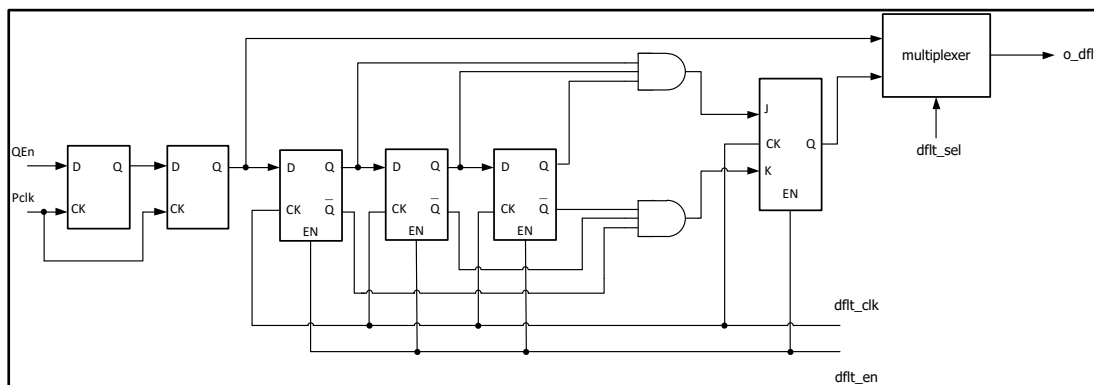 multiplexer
o_dfl
dflt_sel
QEn
Pclk
D Q
CK
D Q
CK
D Q
CK Q
EN
D Q
CK Q
EN
D Q
CK Q
EN
J
CK Q
K
EN
dflt_clk
dflt_en